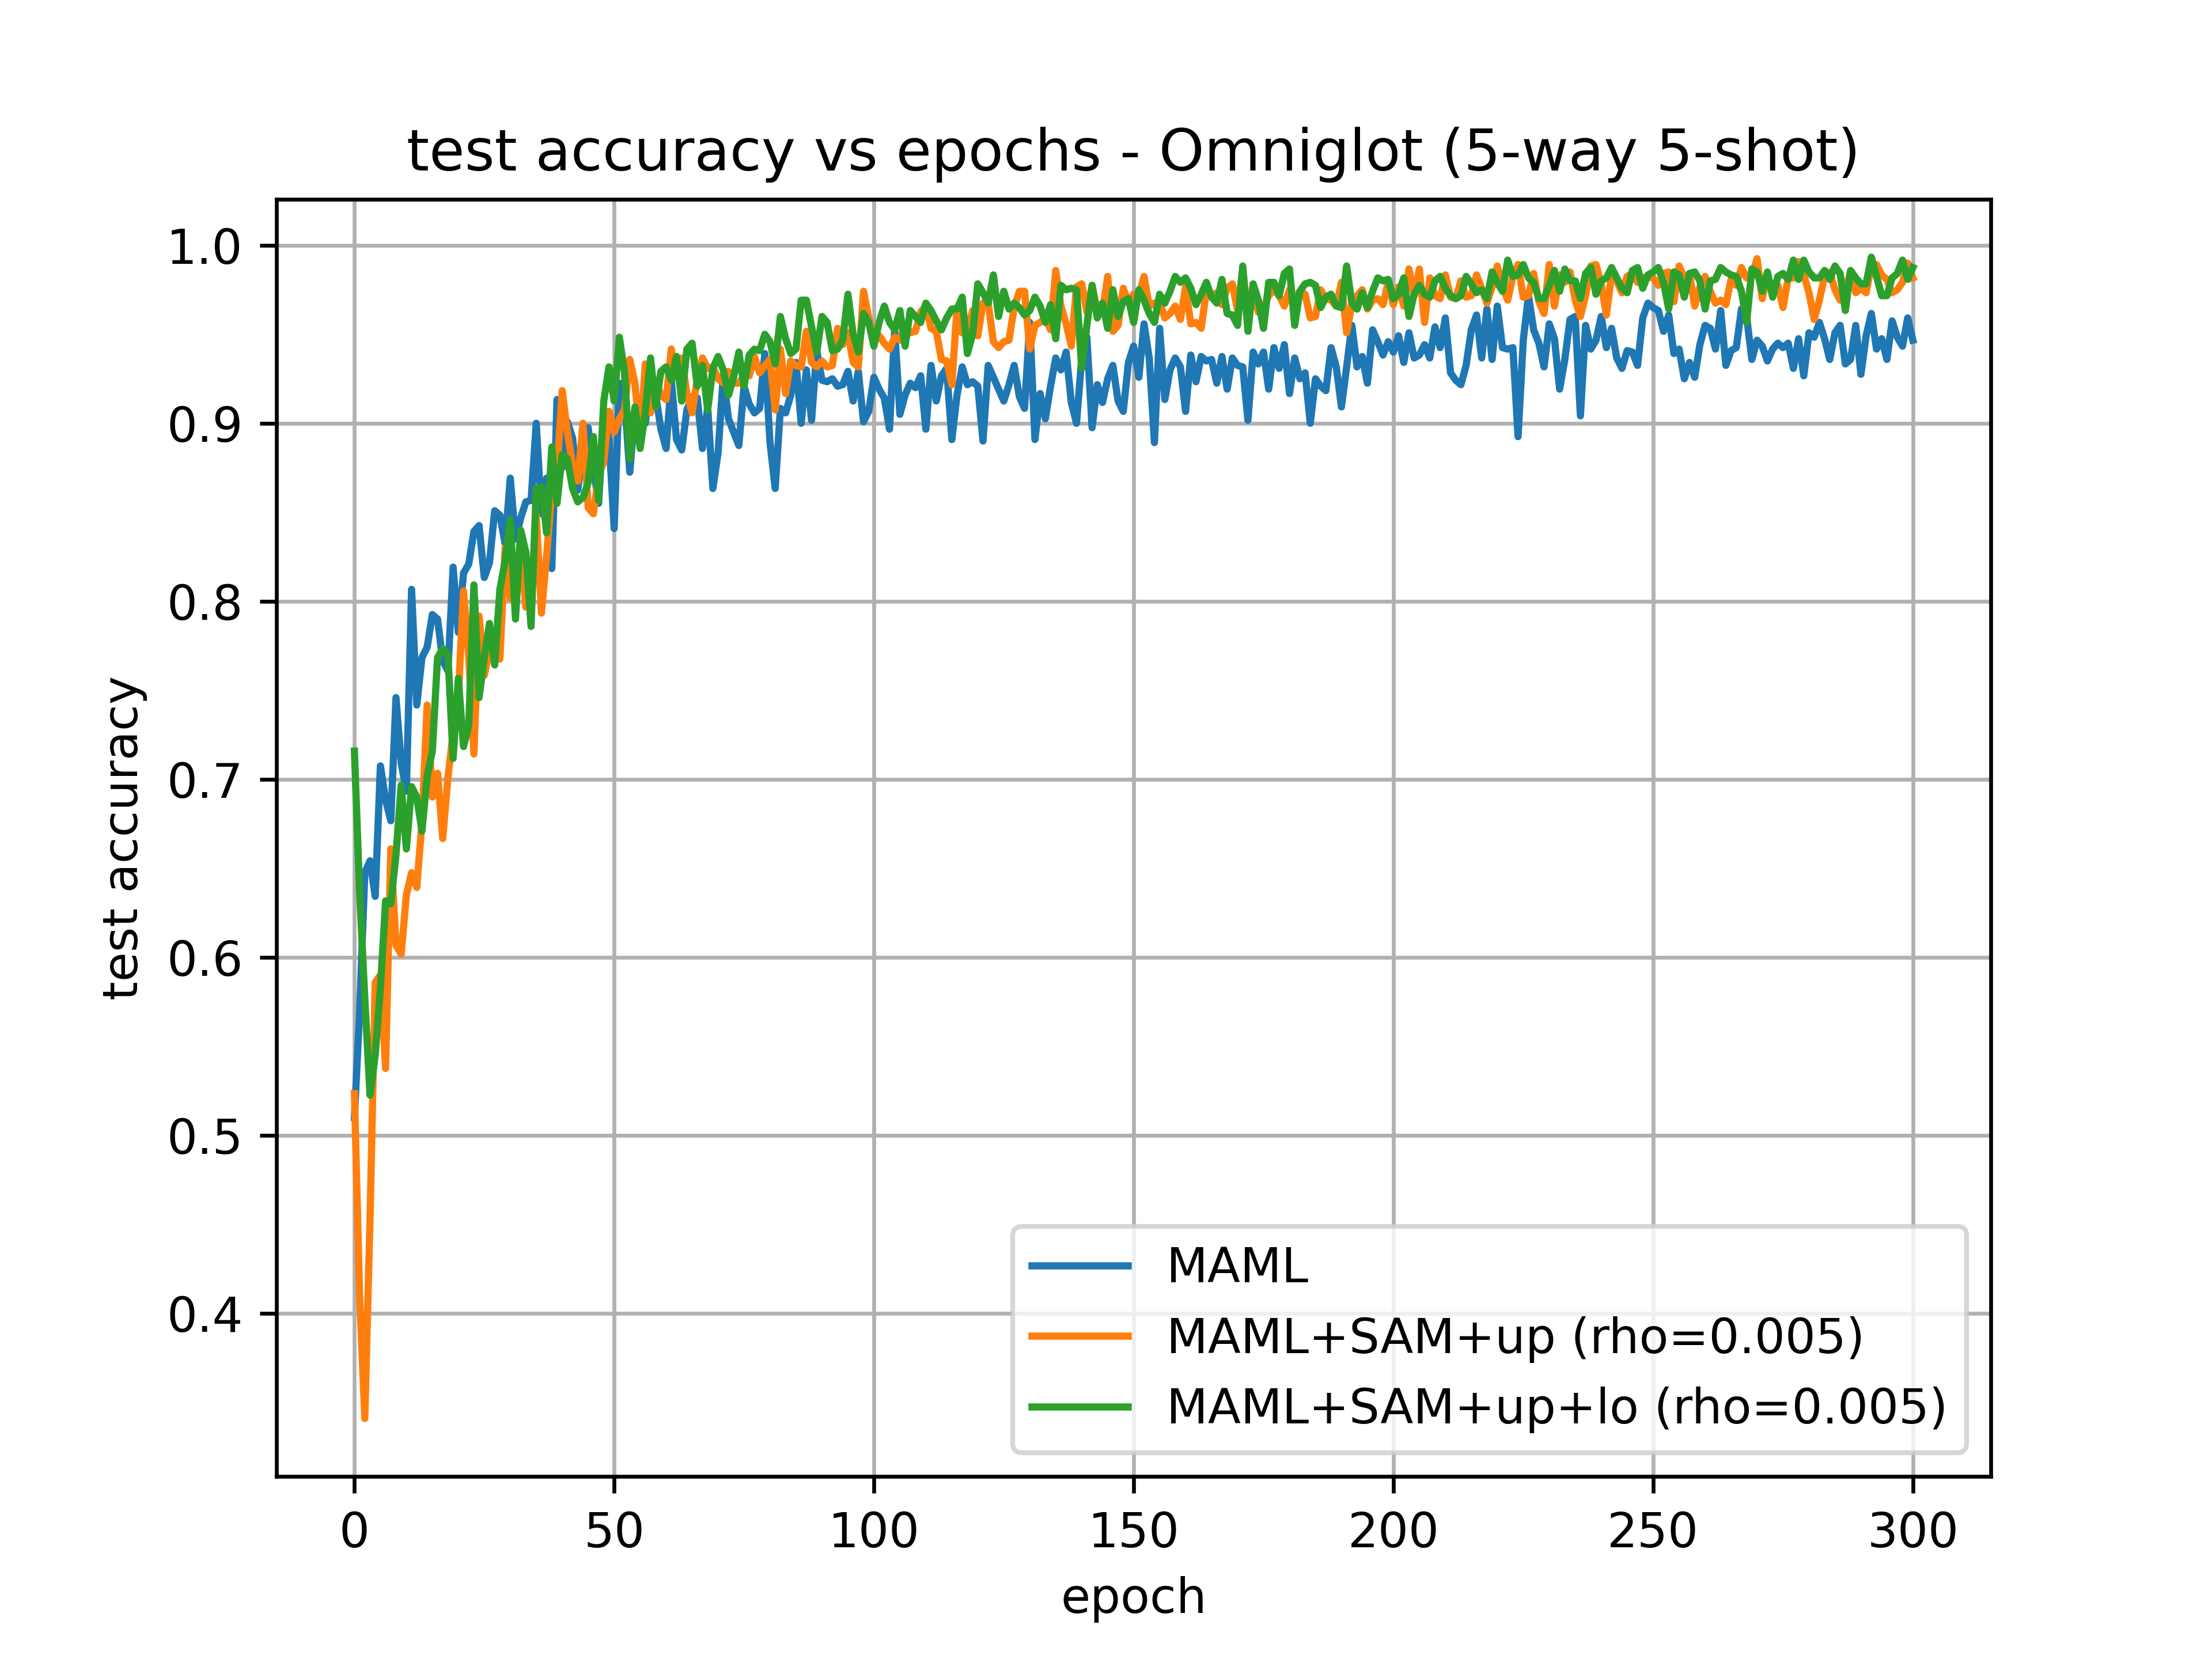 test accuracy vs epochs - Omniglot (5-way 5-shot)
1.0
0.9
0.8
0.7
0.6
0.5
0.4
test accuracy
MAML
MAML+SAM+up (rho=0.005)
MAML+SAM+up+lo (rho=0.005)
0 50 100 150 200 250 300
epoch